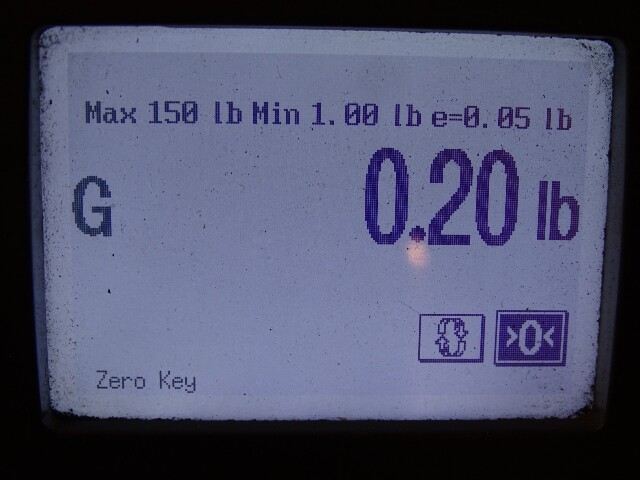 Max 150 lb Min 1.00 lb e=0.05 lb
G 0.20 lb
>0<
Zero Key